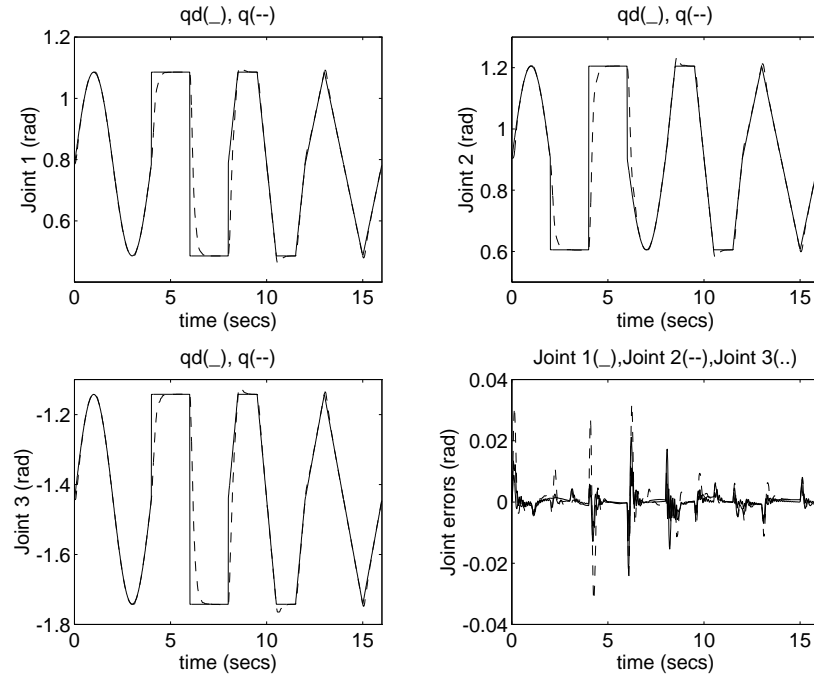 qd(_), q(--)
1.2
1
0.8
0.6
Joint 1 (rad)
0
5
10
15
time (secs)
qd(_), q(--)
1.2
1
0.8
0.6
Joint 2 (rad)
0
5
10
15
time (secs)
qd(_), q(--)
-1.2
-1.4
-1.6
-1.8
Joint 3 (rad)
0
5
10
15
time (secs)
Joint 1(_),Joint 2(--),Joint 3(..)
0.04
0.02
0
-0.02
-0.04
Joint errors (rad)
0
5
10
15
time (secs)